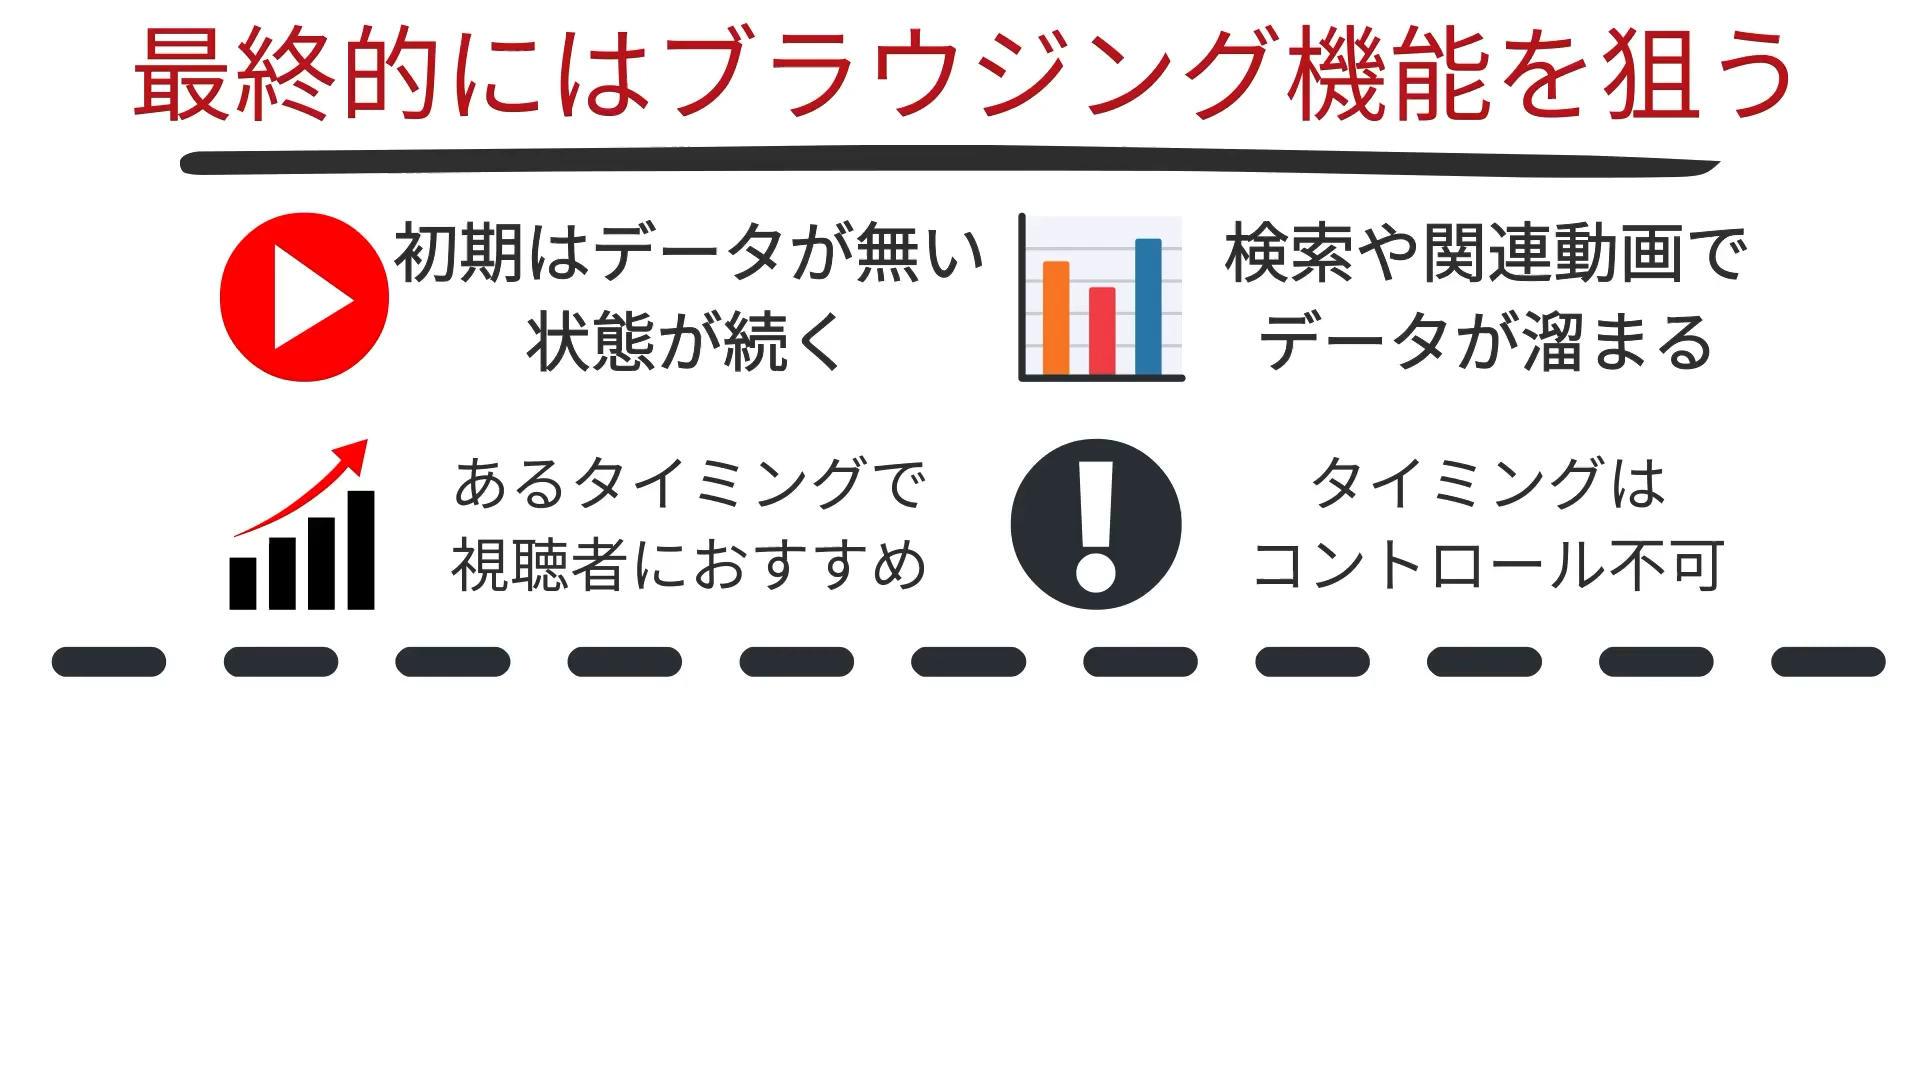 最終的にはブラウジング機能を狙う
初期はデータが無い
状態が続く
検索や関連動画で
データが溜まる
あるタイミングで
視聴者におすすめ
タイミングは
コントロール不可